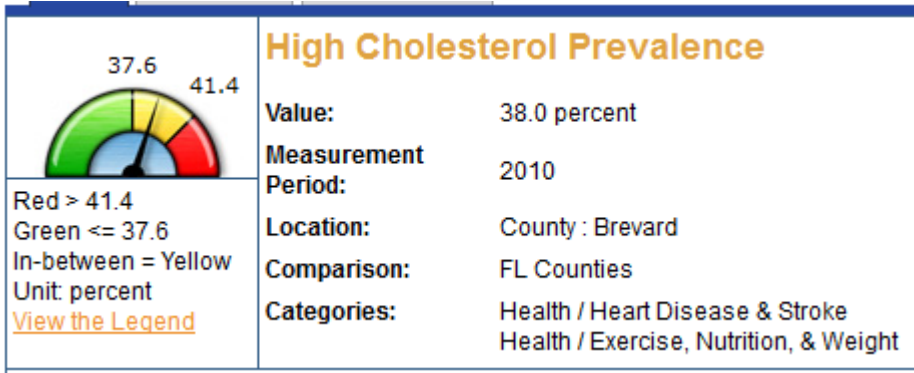 37.6
41.4
Red > 41.4
Green <= 37.6
In-between = Yellow
Unit: percent
View the Legend
High Cholesterol Prevalence
Value: 38.0 percent
Measurement
Period: 2010
Location: County : Brevard
Comparison: FL Counties
Categories: Health / Heart Disease & Stroke
Health / Exercise, Nutrition, & Weight